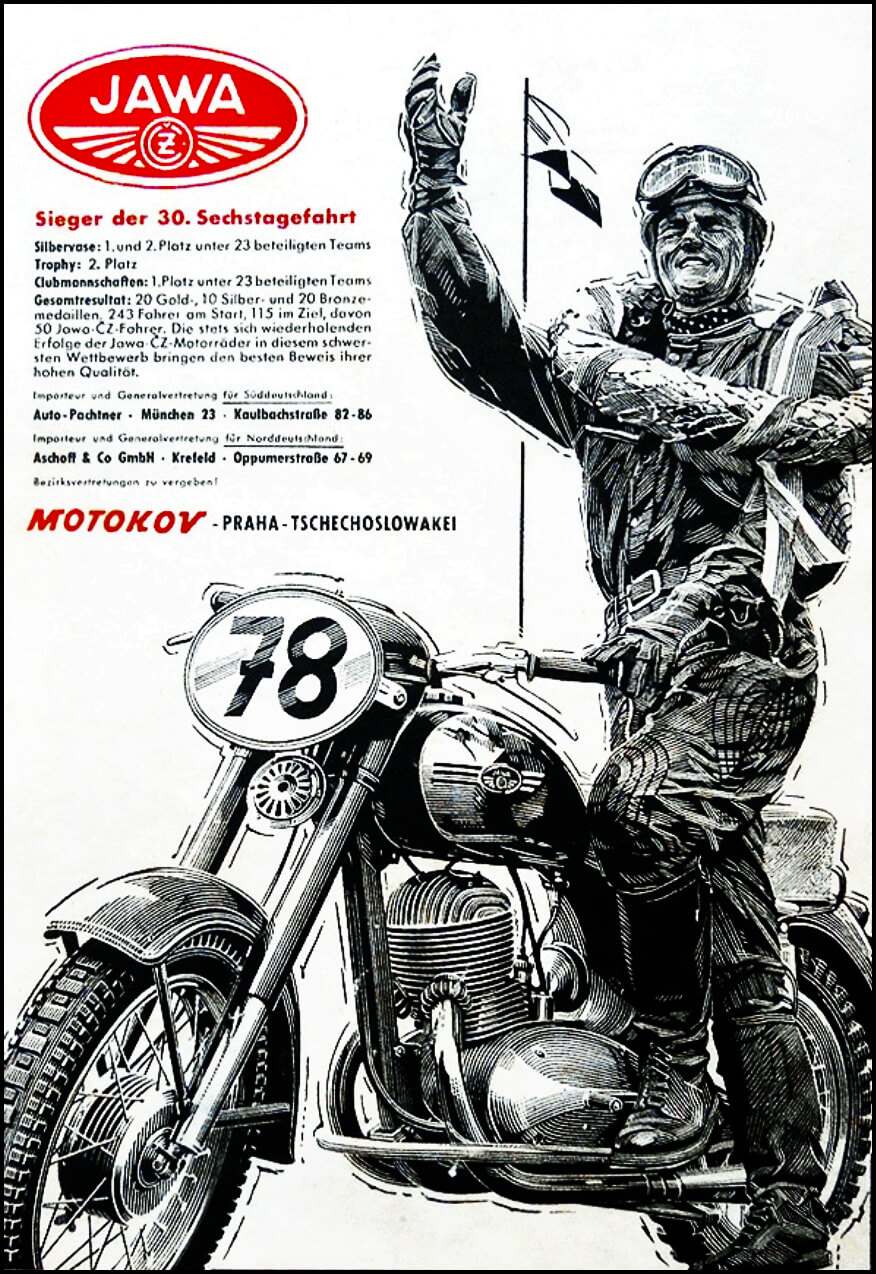 JAWA
ČZ
Sieger der 30. Sechstagefahrt
Silbervase: 1. und 2. Platz unter 23 beteiligten Teams
Trophy: 2. Platz
Clubmannschaften: 1. Platz unter 23 beteiligten Teams
Gesamtresultat: 20 Gold-, 10 Silber- und 20 Bronze-
medaillen. 243 Fahrer am Start, 115 im Ziel, davon
50 Jawa-ČZ-Fahrer. Die stets sich wiederholenden
Erfolge der Jawa-ČZ-Motorräder in diesem schwer-
sten Wettbewerb bringen den besten Beweis ihrer
hohen Qualität.
Importeur und Generalvertretung für Süddeutschland:
Auto-Pachtner · München 23 · Kaulbachstraße 82-86
Importeur und Generalvertretung für Norddeutschland:
Aschoff & Co GmbH · Krefeld · Oppumerstraße 67-69
Bezirksvertretungen zu vergeben!
MOTOKOV - PRAHA - TSCHECHOSLOWAKEI
78